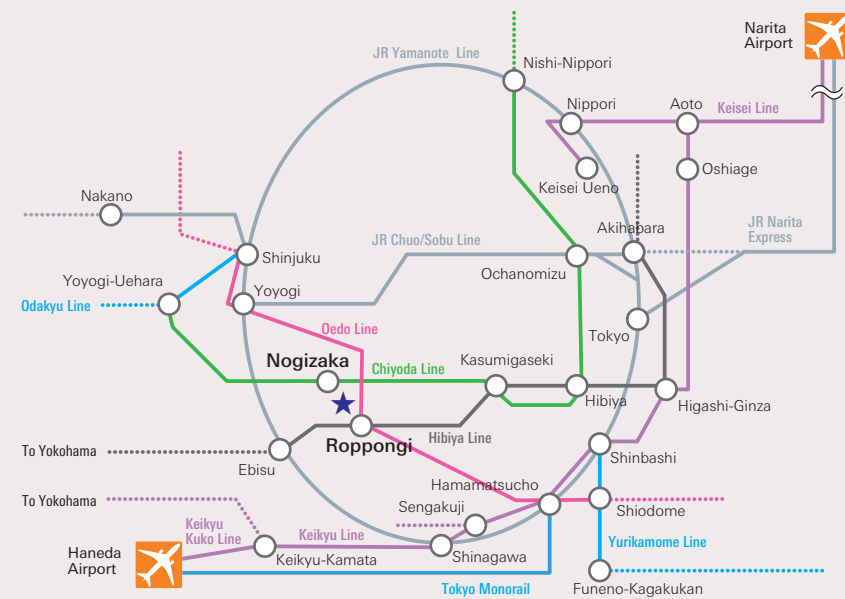 Narita
Airport
JR Yamanote Line
Nishi-Nippori
Nippori
Aoto
Keisei Line
Oshiage
Keisei Ueno
Nakano
Akihabara
JR Narita
Express
JR Chuo/Sobu Line
Shinjuku
Ochanomizu
Yoyogi-Uehara
Yoyogi
Odakyu Line
Oedo Line
Tokyo
Nogizaka
Chiyoda Line
Kasumigaseki
Hibiya
Higashi-Ginza
Roppongi
Hibiya Line
To Yokohama
Ebisu
Shinbashi
Hamamatsucho
To Yokohama
Sengakuji
Shiodome
Keikyu
Kuko Line
Keikyu Line
Yurikamome Line
Haneda
Airport
Keikyu-Kamata
Shinagawa
Tokyo Monorail
Funeno-Kagakukan